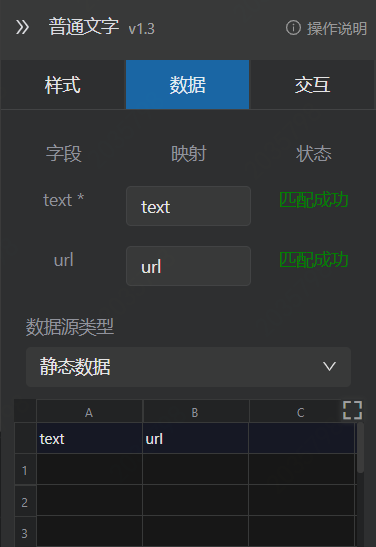 普通文字 v1.3 操作说明
样式 数据 交互
字段 映射 状态
text * text 匹配成功
url url 匹配成功
数据源类型
静态数据
A B C
text url
1
2
3